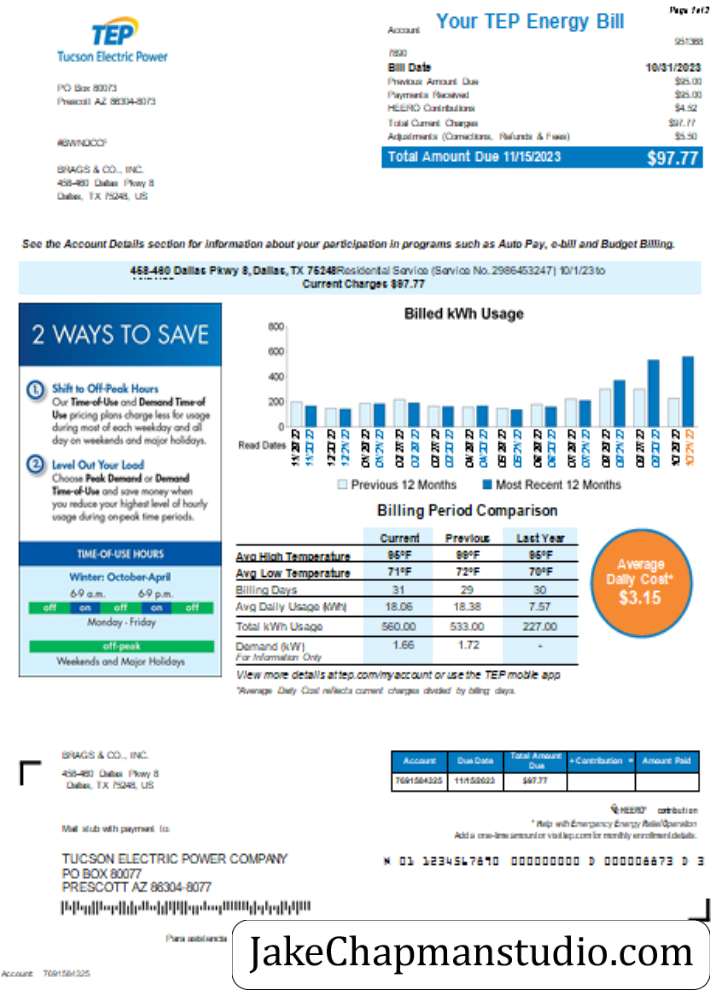 Page 1 of 2
TEP
Tucson Electric Power
Your TEP Energy Bill
Account
951368
7890
PO Box 80073
Prescott AZ 86304-8073
Bill Date 10/31/2023
Previous Amount Due $95.00
Payments Received $95.00
HEERO Contributions $4.52
Total Current Charges $97.77
Adjustments (Corrections, Refunds & Fees) $5.50
Total Amount Due 11/15/2023 $97.77
BRAGS & CO., INC.
458-460 Dallas Pkwy 8
Dallas, TX 75248, US
See the Account Details section for information about your participation in programs such as Auto Pay, e-bill and Budget Billing.
458-460 Dallas Pkwy 8, Dallas, TX 75248Residential Service (Service No. 2986453247) 10/1/23 to
Current Charges $97.77
2 WAYS TO SAVE
1. Shift to Off-Peak Hours
Our Time-of-Use and Demand Time-of
Use pricing plans charge less for usage
during most of each weekday and all
day on weekends and major holidays.
2. Level Out Your Load
Choose Peak Demand or Demand
Time-of-Use and save money when
you reduce your highest level of hourly
usage during on-peak time periods.
TIME-OF-USE HOURS
Winter: October-April
6-9 a.m. 6-9 p.m.
off on off on off
Monday - Friday
off-peak
Weekends and Major Holidays
Billed kWh Usage
800
600
400
200
0
Read Dates
Previous 12 Months Most Recent 12 Months
Billing Period Comparison
Current Previous Last Year
Avg High Temperature 95°F 99°F 95°F
Avg Low Temperature 71°F 72°F 70°F
Billing Days 31 29 30
Avg Daily Usage (kWh) 18.06 18.38 7.57
Total kWh Usage 560.00 533.00 227.00
Demand (kW) 1.66 1.72 -
For Information Only
View more details at tep.com/myaccount or use the TEP mobile app
*Average Daily Cost reflects current charges divided by billing days.
Average
Daily Cost*
$3.15
BRAGS & CO., INC.
458-460 Dallas Pkwy 8
Dallas, TX 75248, US
Account Due Date Total Amount Due + Contribution = Amount Paid
7691584325 11/15/2023 $97.77
HEERO® contribution
* Help with Emergency Energy Relief Operation
Add a one-time amount or visit tep.com for monthly enrollment details.
Mail stub with payment to:
TUCSON ELECTRIC POWER COMPANY
PO BOX 80077
PRESCOTT AZ 86304-8077
N 01 1234567890 000000000 D 000008873 D 3
Para asistencia
JakeChapmanstudio.com
Account: 7691584325